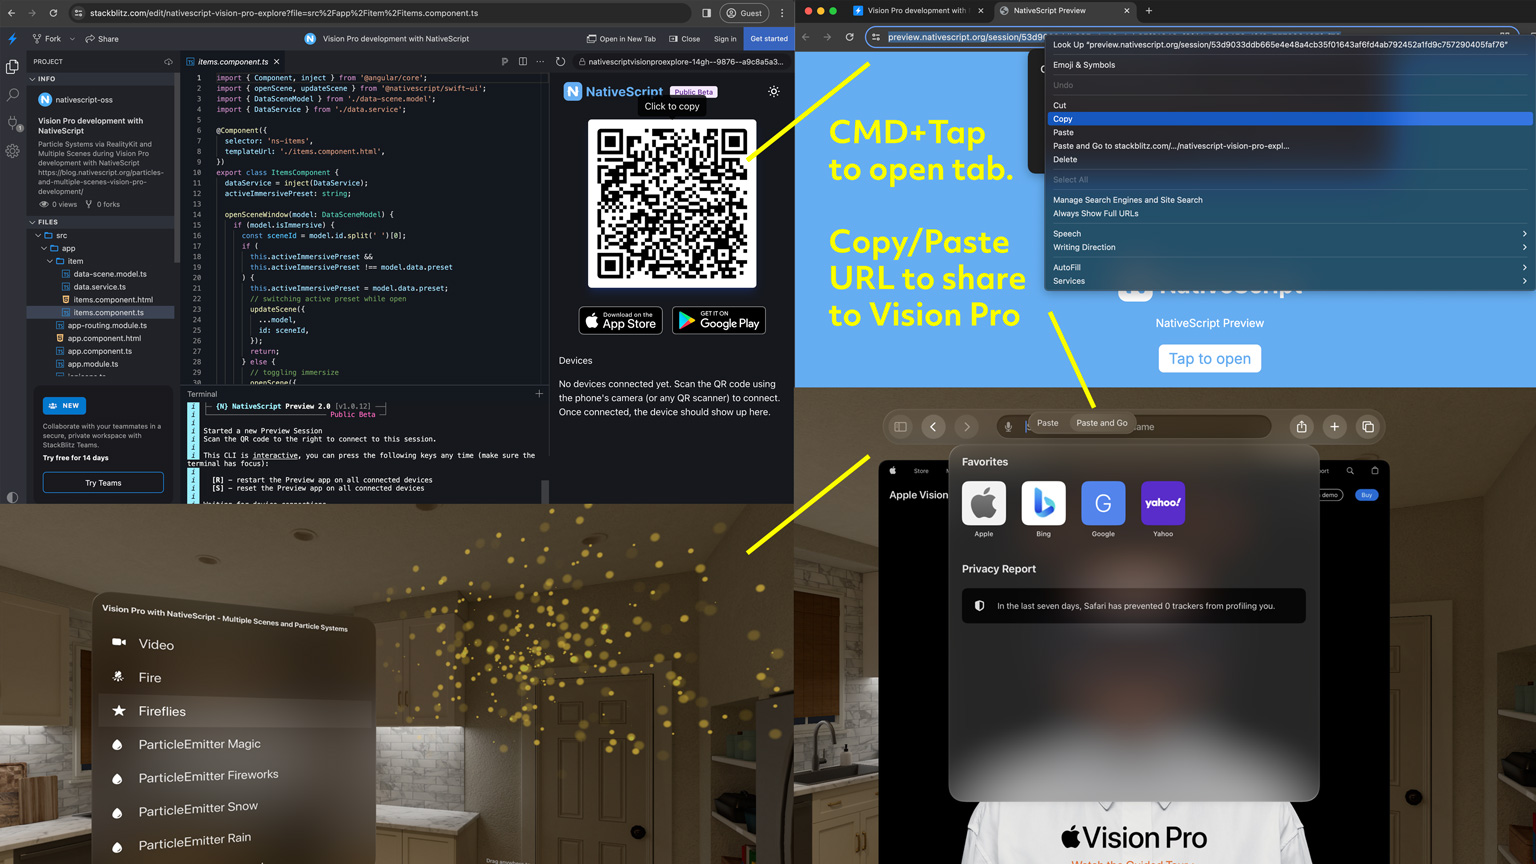 stackblitz.com/edit/nativescript-vision-pro-explore?file=src%2Fapp%2Fitem%2Fitems.component.ts
Guest
Fork
Share
Vision Pro development with NativeScript
Open in New Tab
Close
Sign in
Get started
PROJECT
INFO
nativescript-oss
Vision Pro development with
NativeScript
Particle Systems via RealityKit and
Multiple Scenes during Vision Pro
development with NativeScript
https://blog.nativescript.org/particles-
and-multiple-scenes-vision-pro-
development/
0 views
0 forks
FILES
src
app
item
data-scene.model.ts
data.service.ts
items.component.html
items.component.ts
app-routing.module.ts
app.component.html
app.component.ts
app.module.ts
NEW
Collaborate with your teammates in a
secure, private workspace with
StackBlitz Teams.
Try free for 14 days
Try Teams
items.component.ts
1 import { Component, inject } from '@angular/core';
2 import { openScene, updateScene } from '@nativescript/swift-ui';
3 import { DataSceneModel } from './data-scene.model';
4 import { DataService } from './data.service';
5
6 @Component({
7 selector: 'ns-items',
8 templateUrl: './items.component.html',
9 })
10 export class ItemsComponent {
11 dataService = inject(DataService);
12 activeImmersivePreset: string;
13
14 openSceneWindow(model: DataSceneModel) {
15 if (model.isImmersive) {
16 const sceneId = model.id.split(' ')[0];
17 if (
18 this.activeImmersivePreset &&
19 this.activeImmersivePreset !== model.data.preset
20 ) {
21 this.activeImmersivePreset = model.data.preset;
22 // switching active preset while open
23 updateScene({
24 ...model,
25 id: sceneId,
26 });
27 return;
28 } else {
29 // toggling immersize
30 openScene({
Terminal
{N} NativeScript Preview 2.0 [v1.0.12]
Public Beta
Started a new Preview Session
Scan the QR code to the right to connect to this session.
This CLI is interactive, you can press the following keys any time (make sure the
terminal has focus):
[R] – restart the Preview app on all connected devices
[S] – reset the Preview app on all connected devices
nativescriptvisionproexplore-14gh--9876--a9c8a5a3...
NativeScript
Public Beta
Click to copy
Download on the
App Store
GET IT ON
Google Play
Devices
No devices connected yet. Scan the QR code using
the phone's camera (or any QR scanner) to connect.
Once connected, the device should show up here.
Vision Pro development with
NativeScript Preview
CMD+Tap
to open tab.
Copy/Paste
URL to share
to Vision Pro
Look Up "preview.nativescript.org/session/53d9033ddb665e4e48a4cb35f01643af6fd4ab792452a1fd9c757290405faf76"
Emoji & Symbols
Undo
Cut
Copy
Paste
Paste and Go to stackblitz.com/.../nativescript-vision-pro-expl...
Delete
Select All
Manage Search Engines and Site Search
Always Show Full URLs
Speech
Writing Direction
AutoFill
Services
NativeScript
NativeScript Preview
Tap to open
Paste
Paste and Go
Store
Apple Vision
demo
Buy
Favorites
Apple
Bing
G
Google
yahoo!
Yahoo
Privacy Report
In the last seven days, Safari has prevented 0 trackers from profiling you.
Vision Pro
Vision Pro with NativeScript - Multiple Scenes and Particle Systems
Video
Fire
Fireflies
ParticleEmitter Magic
ParticleEmitter Fireworks
ParticleEmitter Snow
ParticleEmitter Rain